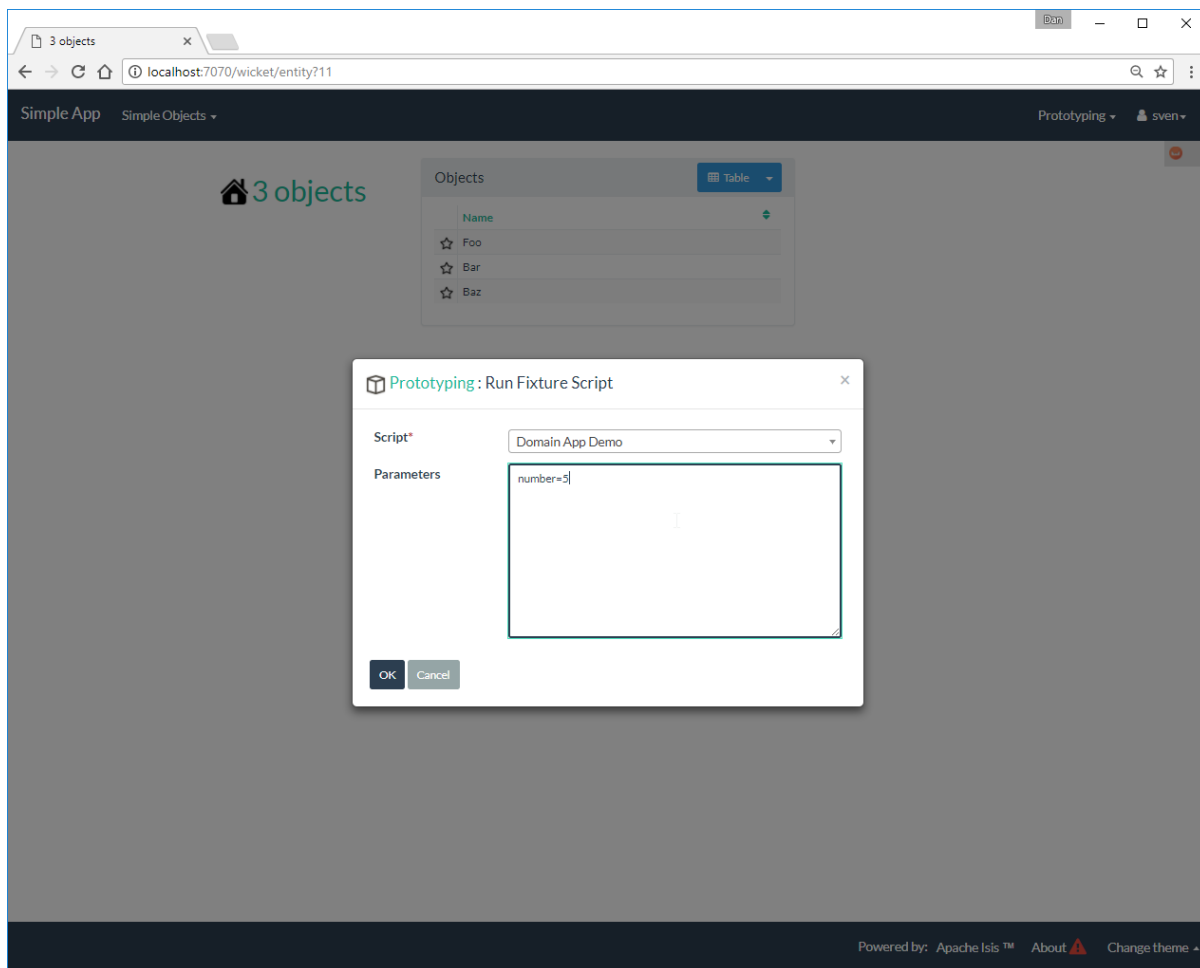 Dan
3 objects
localhost:7070/wicket/entity?11
Simple App Simple Objects Prototyping sven
3 objects
Objects Table
Name
Foo
Bar
Baz
Prototyping : Run Fixture Script
Script* Domain App Demo
Parameters number=5
OK Cancel
Powered by: Apache Isis ™ About Change theme